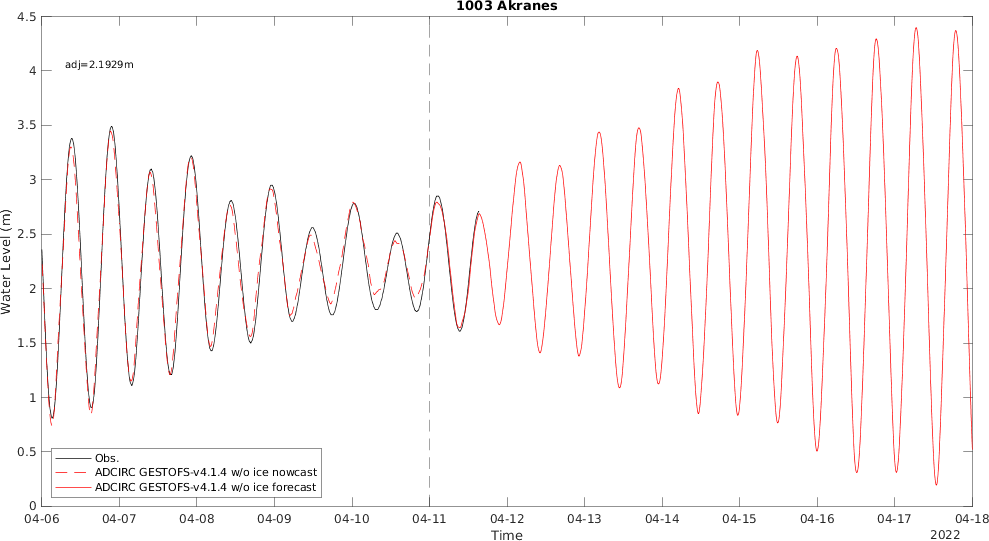 1003 Akranes
4.5
4
3.5
3
2.5
2
1.5
1
0.5
0
Water Level (m)
adj=2.1929m
Obs.
ADCIRC GESTOFS-v4.1.4 w/o ice nowcast
ADCIRC GESTOFS-v4.1.4 w/o ice forecast
04-06 04-07 04-08 04-09 04-10 04-11 04-12 04-13 04-14 04-15 04-16 04-17 04-18
Time
2022